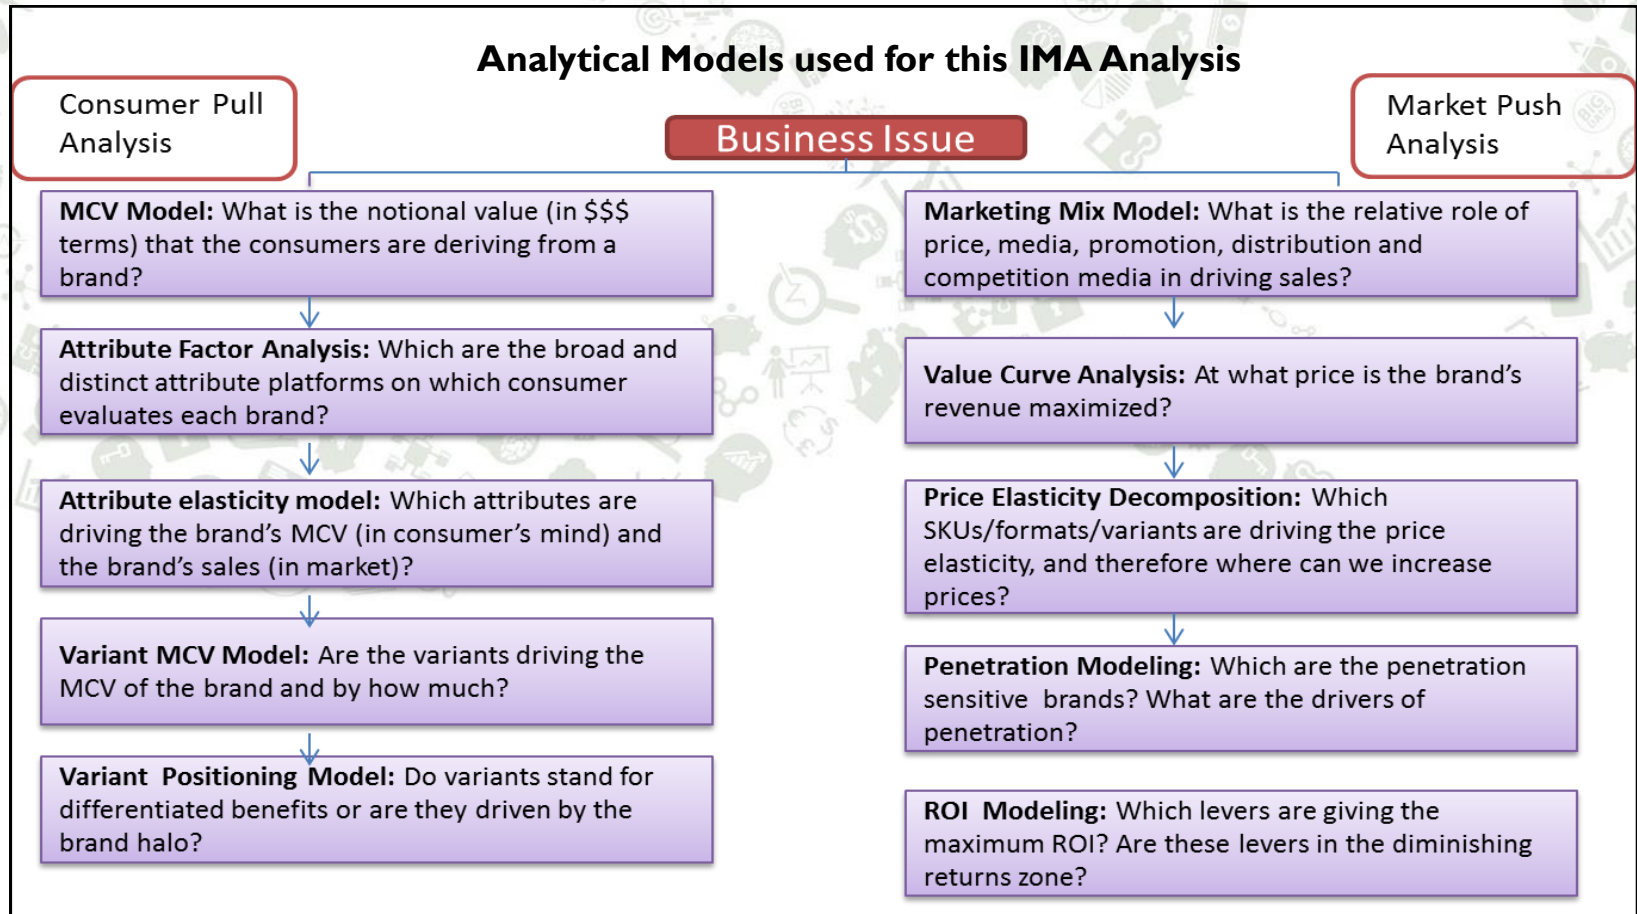 Analytical Models used for this IMA Analysis
Consumer Pull
Analysis
Business Issue
Market Push
Analysis
MCV Model: What is the notional value (in $$$
terms) that the consumers are deriving from a
brand?
Attribute Factor Analysis: Which are the broad and
distinct attribute platforms on which consumer
evaluates each brand?
Attribute elasticity model: Which attributes are
driving the brand’s MCV (in consumer’s mind) and
the brand’s sales (in market)?
Variant MCV Model: Are the variants driving the
MCV of the brand and by how much?
Variant Positioning Model: Do variants stand for
differentiated benefits or are they driven by the
brand halo?
Marketing Mix Model: What is the relative role of
price, media, promotion, distribution and
competition media in driving sales?
Value Curve Analysis: At what price is the brand’s
revenue maximized?
Price Elasticity Decomposition: Which
SKUs/formats/variants are driving the price
elasticity, and therefore where can we increase
prices?
Penetration Modeling: Which are the penetration
sensitive brands? What are the drivers of
penetration?
ROI Modeling: Which levers are giving the
maximum ROI? Are these levers in the diminishing
returns zone?